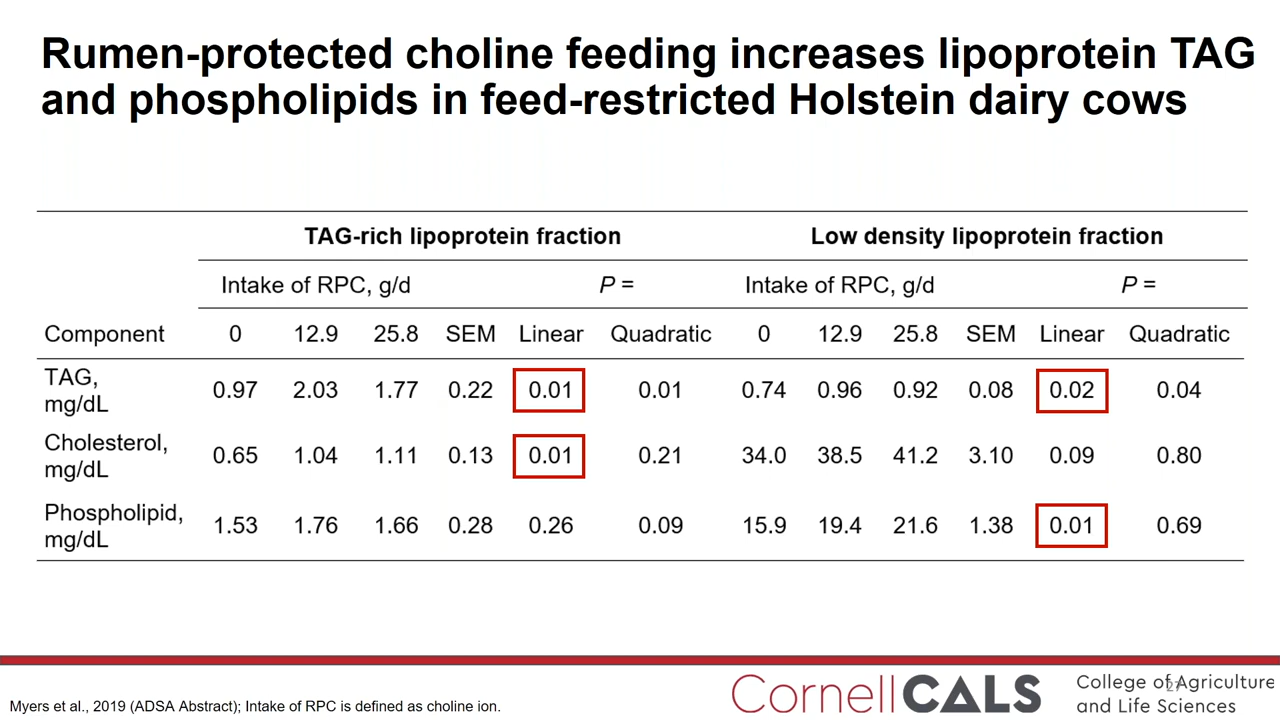 Rumen-protected choline feeding increases lipoprotein TAG
and phospholipids in feed-restricted Holstein dairy cows
TAG-rich lipoprotein fraction Low density lipoprotein fraction
Intake of RPC, g/d P = Intake of RPC, g/d P =
Component 0 12.9 25.8 SEM Linear Quadratic 0 12.9 25.8 SEM Linear Quadratic
TAG,
mg/dL 0.97 2.03 1.77 0.22 0.01 0.01 0.74 0.96 0.92 0.08 0.02 0.04
Cholesterol,
mg/dL 0.65 1.04 1.11 0.13 0.01 0.21 34.0 38.5 41.2 3.10 0.09 0.80
Phospholipid,
mg/dL 1.53 1.76 1.66 0.28 0.26 0.09 15.9 19.4 21.6 1.38 0.01 0.69
CornellCALS College of Agriculture
and Life Sciences
Myers et al., 2019 (ADSA Abstract); Intake of RPC is defined as choline ion.